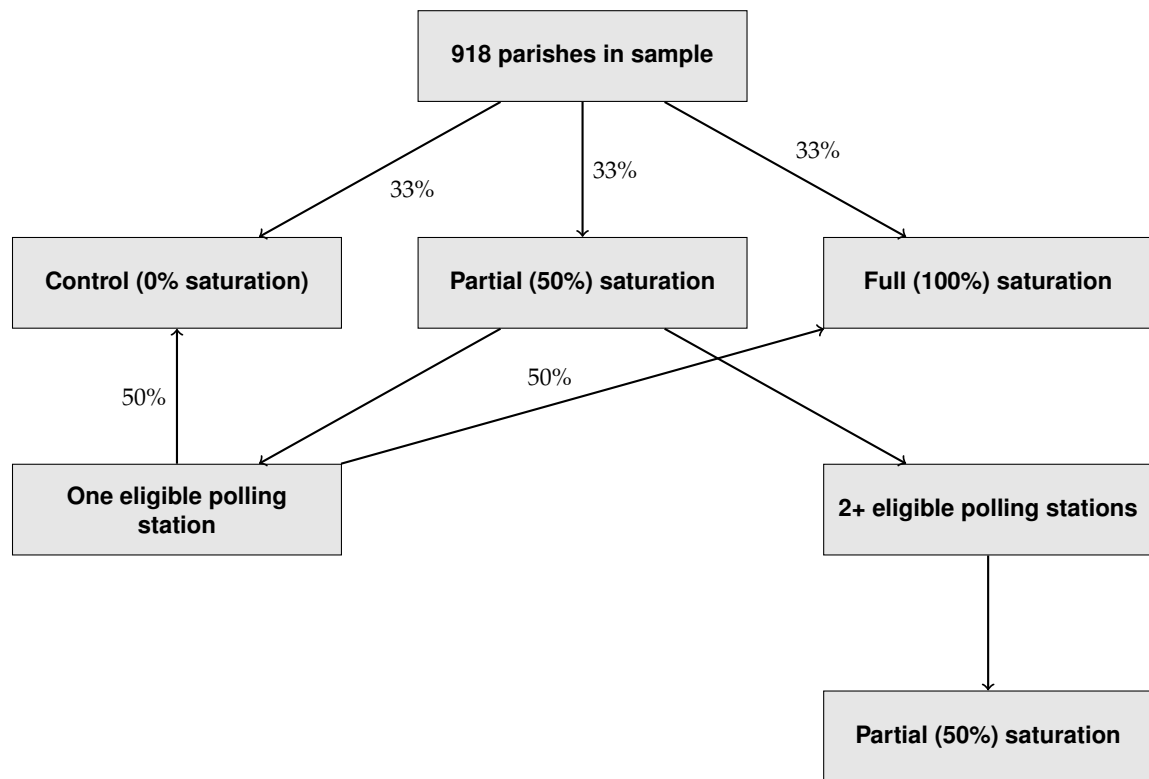 918 parishes in sample
33%
33%
33%
Control (0% saturation)
Partial (50%) saturation
Full (100%) saturation
50%
50%
One eligible polling
station
2+ eligible polling stations
Partial (50%) saturation